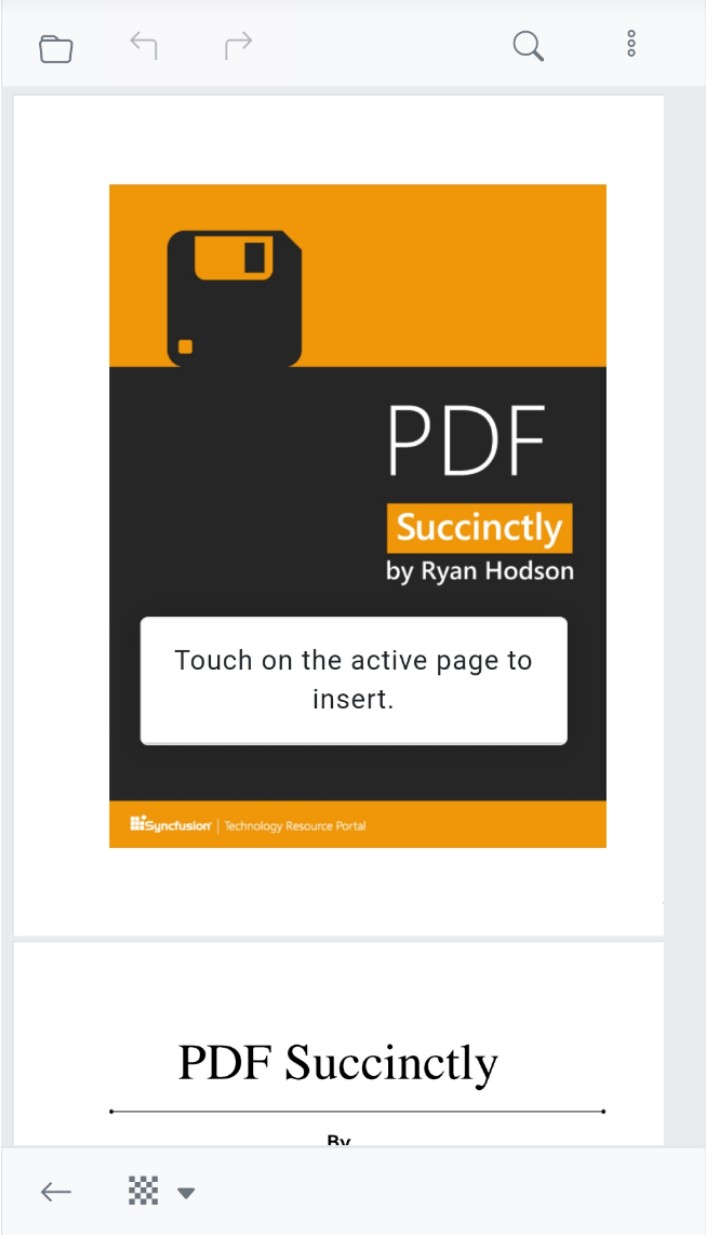 PDF
Succinctly
by Ryan Hodson
Touch on the active page to
insert.
Syncfusion | Technology Resource Portal
PDF Succinctly
By